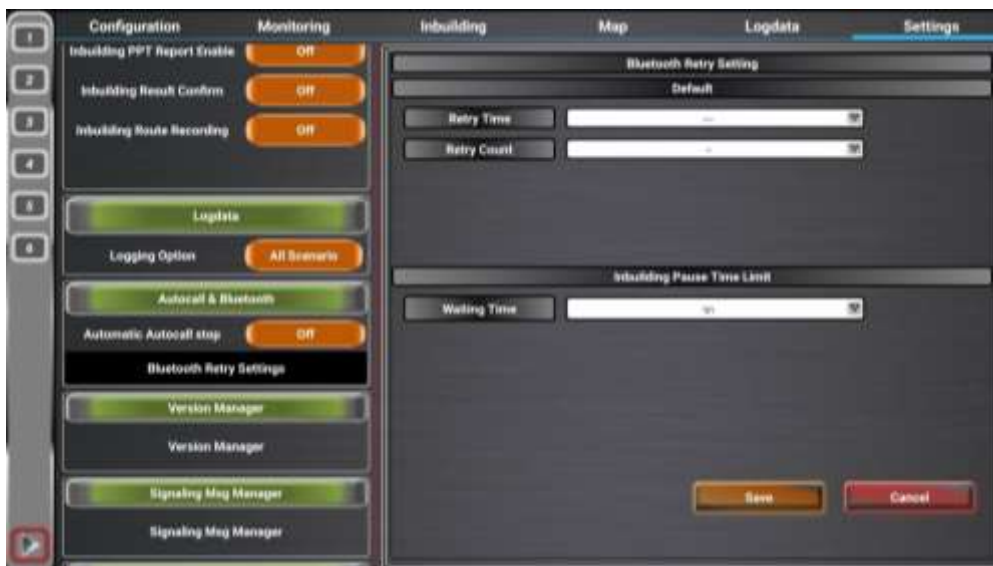 Configuration Monitoring Inbuilding Map Logdata Settings
1
2
3
4
5
6
Inbuilding PPT Report Enable Off
Inbuilding Result Confirm Off
Inbuilding Route Recording Off
Logdata
Logging Option All Scenario
Autocall & Bluetooth
Automatic Autocall stop Off
Bluetooth Retry Settings
Version Manager
Version Manager
Signaling Msg Manager
Signaling Msg Manager
Bluetooth Retry Setting
Default
Retry Time
Retry Count
Inbuilding Pause Time Limit
Waiting Time
Save Cancel